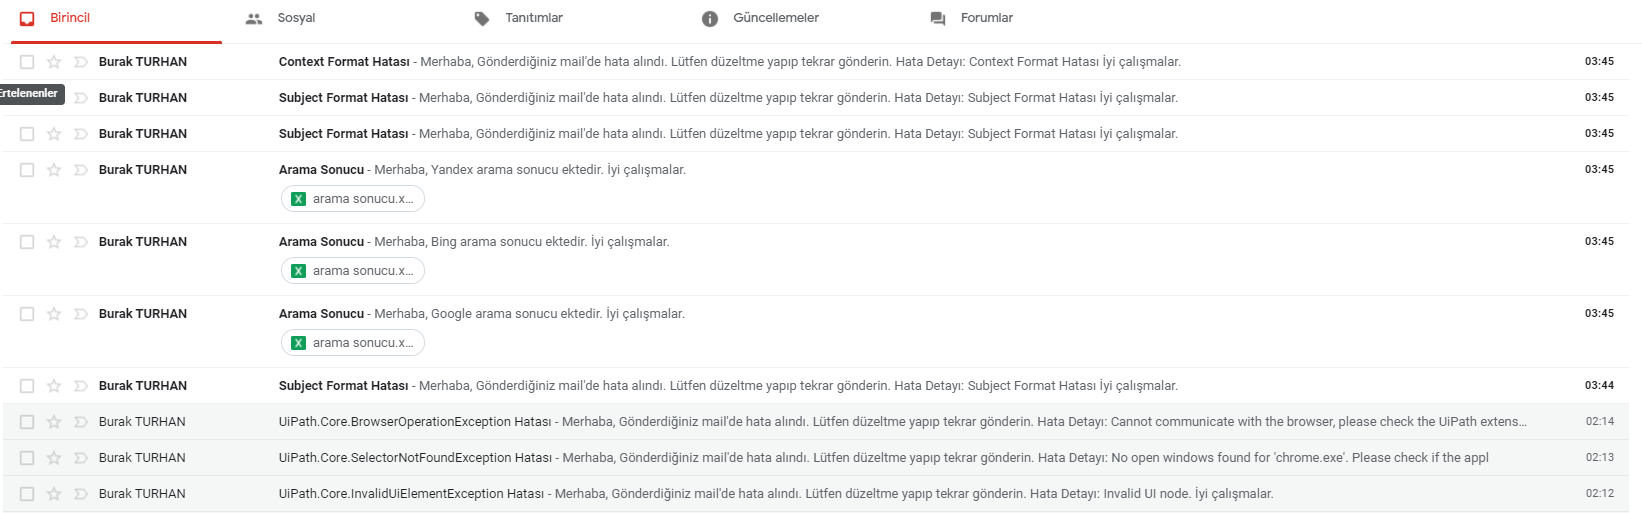 Birincil Sosyal Tanıtımlar Güncellemeler Forumlar
Burak TURHAN Context Format Hatası - Merhaba, Gönderdiğiniz mail'de hata alındı. Lütfen düzeltme yapıp tekrar gönderin. Hata Detayı: Context Format Hatası İyi çalışmalar. 03:45
Ertelenenler
Burak TURHAN Subject Format Hatası - Merhaba, Gönderdiğiniz mail'de hata alındı. Lütfen düzeltme yapıp tekrar gönderin. Hata Detayı: Subject Format Hatası İyi çalışmalar. 03:45
Burak TURHAN Subject Format Hatası - Merhaba, Gönderdiğiniz mail'de hata alındı. Lütfen düzeltme yapıp tekrar gönderin. Hata Detayı: Subject Format Hatası İyi çalışmalar. 03:45
Burak TURHAN Arama Sonucu - Merhaba, Yandex arama sonucu ektedir. İyi çalışmalar. 03:45
arama sonucu.x...
Burak TURHAN Arama Sonucu - Merhaba, Bing arama sonucu ektedir. İyi çalışmalar. 03:45
arama sonucu.x...
Burak TURHAN Arama Sonucu - Merhaba, Google arama sonucu ektedir. İyi çalışmalar. 03:45
arama sonucu.x...
Burak TURHAN Subject Format Hatası - Merhaba, Gönderdiğiniz mail'de hata alındı. Lütfen düzeltme yapıp tekrar gönderin. Hata Detayı: Subject Format Hatası İyi çalışmalar. 03:44
Burak TURHAN UiPath.Core.BrowserOperationException Hatası - Merhaba, Gönderdiğiniz mail'de hata alındı. Lütfen düzeltme yapıp tekrar gönderin. Hata Detayı: Cannot communicate with the browser, please check the UiPath extens... 02:14
Burak TURHAN UiPath.Core.SelectorNotFoundException Hatası - Merhaba, Gönderdiğiniz mail'de hata alındı. Lütfen düzeltme yapıp tekrar gönderin. Hata Detayı: No open windows found for 'chrome.exe'. Please check if the appl 02:13
Burak TURHAN UiPath.Core.InvalidUiElementException Hatası - Merhaba, Gönderdiğiniz mail'de hata alındı. Lütfen düzeltme yapıp tekrar gönderin. Hata Detayı: Invalid UI node. İyi çalışmalar. 02:12